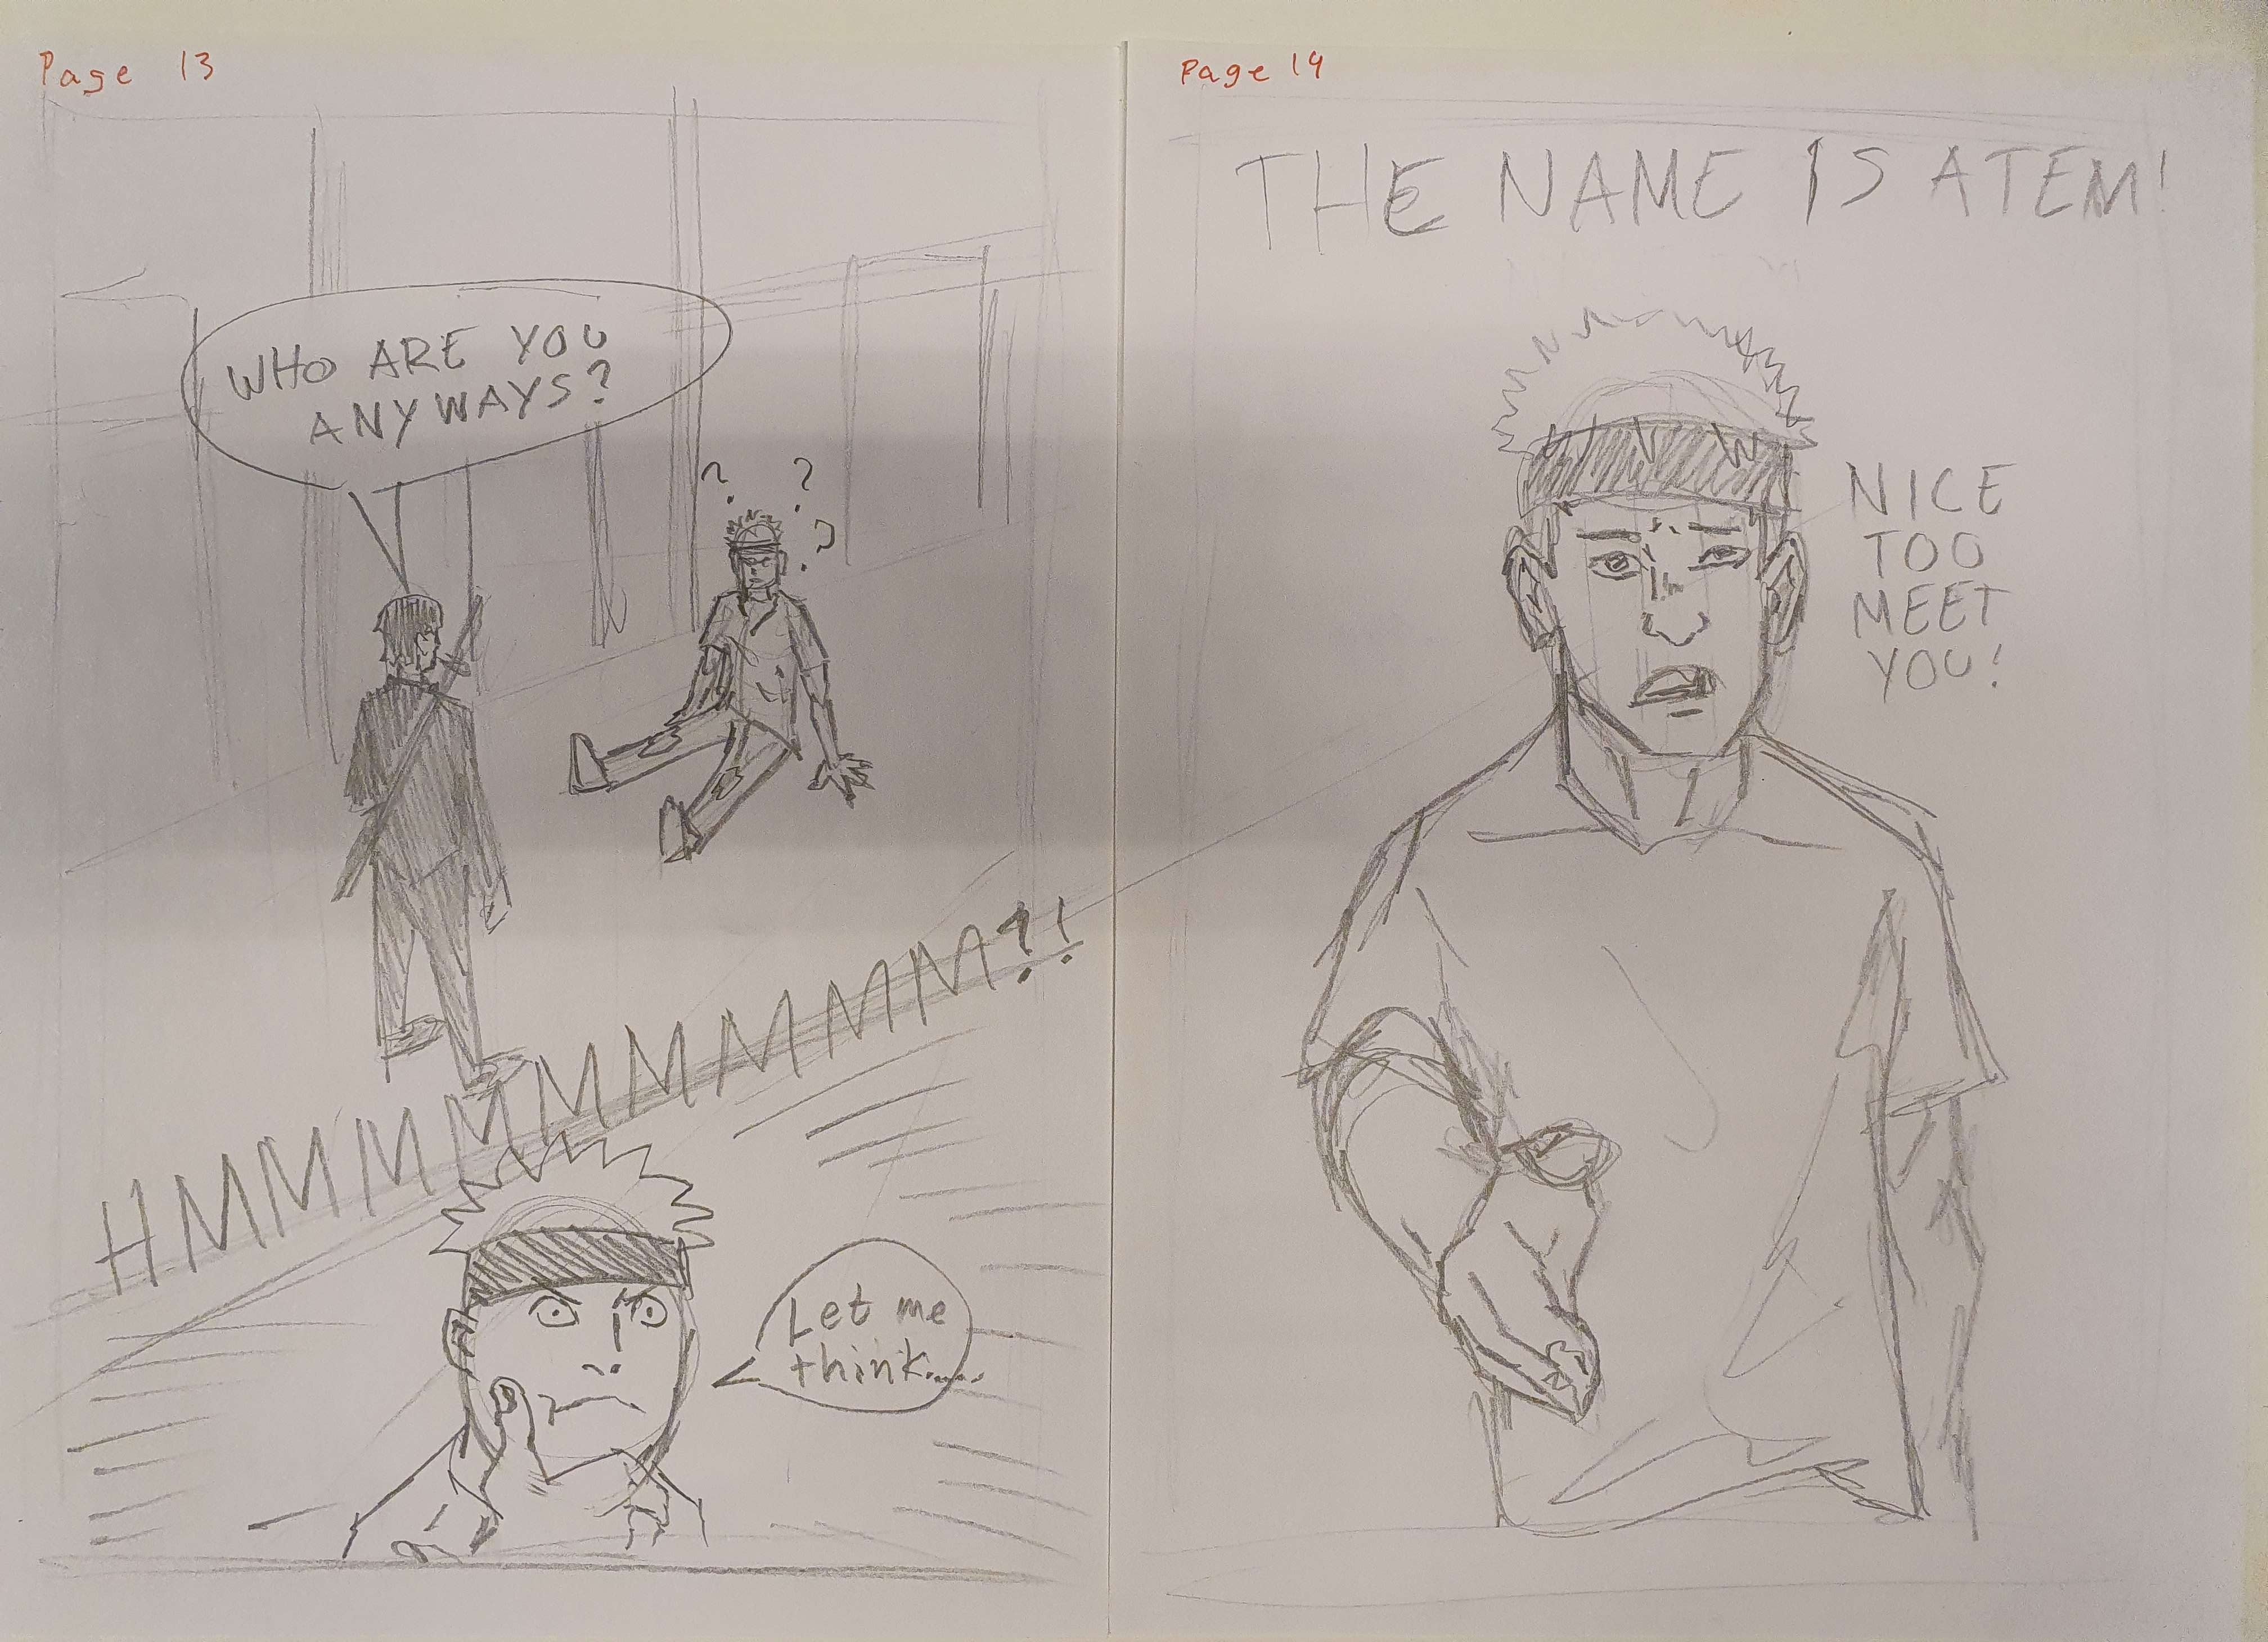 Page 13
WHO ARE YOU
ANYWAYS?
? ? ?
HMMMMMMMMMM?!
Let me
think.....
Page 14
THE NAME IS ATEM!
NICE
TOO
MEET
YOU!